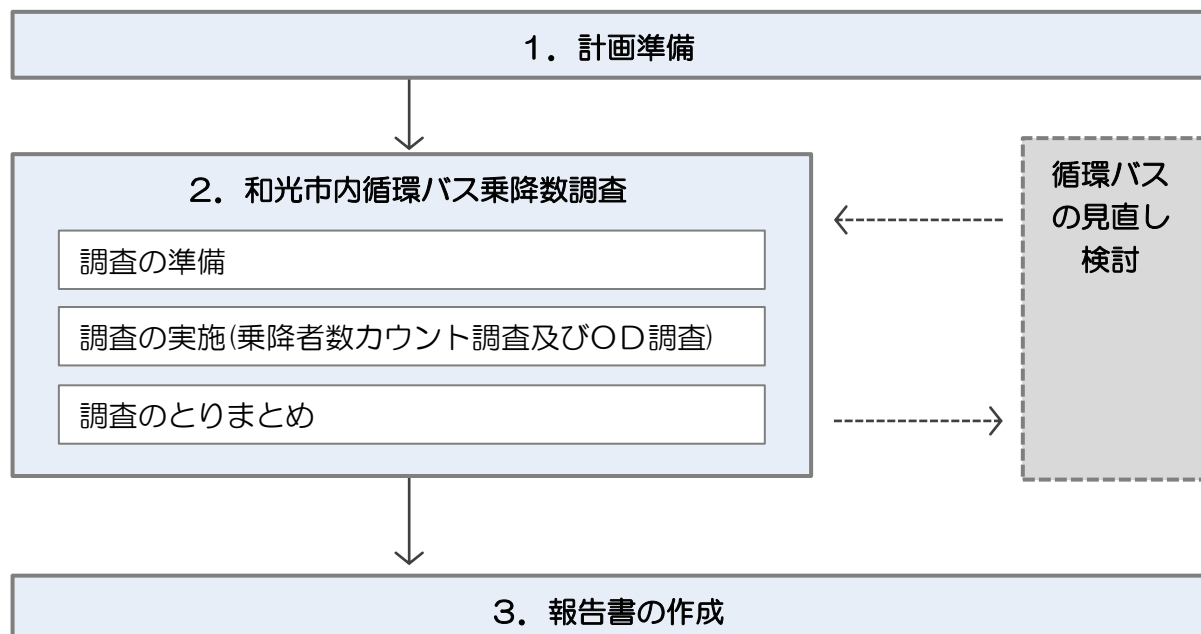 １．計画準備
２．和光市内循環バス乗降数調査
調査の準備
調査の実施(乗降者数カウント調査及びＯＤ調査)
調査のとりまとめ
循環バス
の見直し
検討
３．報告書の作成